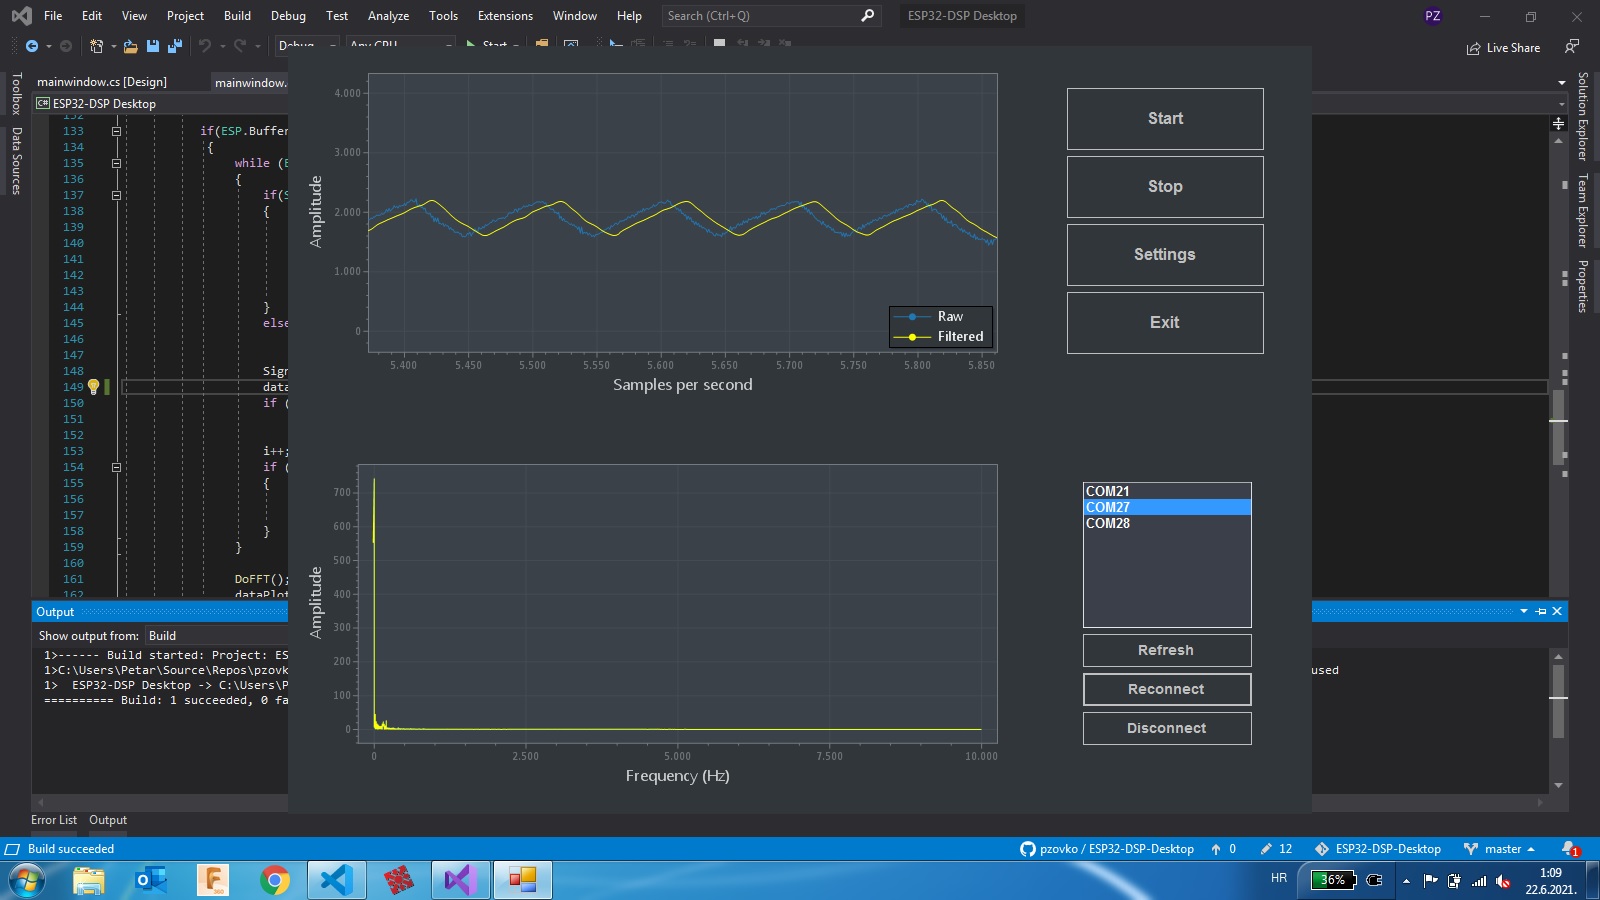 File Edit View Project Build Debug Test Analyze Tools Extensions Window Help Search (Ctrl+Q) ESP32-DSP Desktop PZ
Debug Any CPU Start Live Share
mainwindow.cs [Design] mainwindow.
C# ESP32-DSP Desktop
Toolbox
Data Sources
Solution Explorer
Team Explorer
Properties
132
133 if(ESP.Buffer
134 {
135 while (
136 {
137 if(
138 {
139
140
141
142
143
144 }
145 else
146
147
148 Sign
149 data
150 if (
151
152
153 i++;
154 if (
155 {
156
157
158 }
159 }
160
161 DoFFT();
162 dataPlot
4.000
3.000
2.000
1.000
0
Amplitude
Raw
Filtered
5.400 5.450 5.500 5.550 5.600 5.650 5.700 5.750 5.800 5.850
Samples per second
Start
Stop
Settings
Exit
700
600
500
400
300
200
100
0
Amplitude
0 2.500 5.000 7.500 10.000
Frequency (Hz)
COM21
COM27
COM28
Refresh
Reconnect
Disconnect
Output
Show output from: Build
1>------ Build started: Project: ES
1>C:\Users\Petar\Source\Repos\pzovk used
1> ESP32-DSP Desktop -> C:\Users\P
========== Build: 1 succeeded, 0 fa
Error List Output
Build succeeded pzovko / ESP32-DSP-Desktop 0 12 ESP32-DSP-Desktop master 1
HR 36% 1:09
22.6.2021.